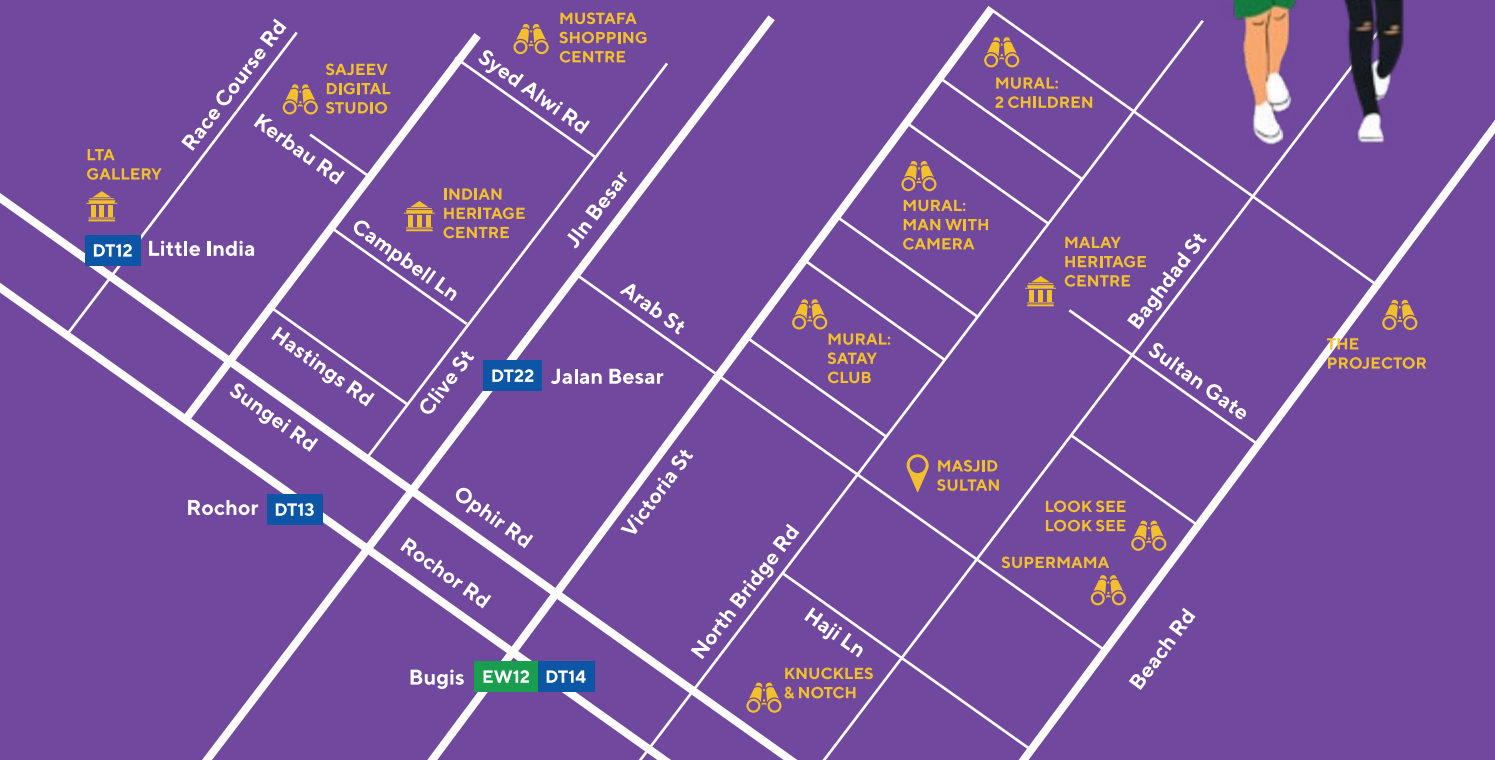 MUSTAFA
SHOPPING
CENTRE
Race Course Rd
SAJEEV
DIGITAL
STUDIO
Syed Alwi Rd
MURAL:
2 CHILDREN
Kerbau Rd
LTA
GALLERY
INDIAN
HERITAGE
CENTRE
Jln Besar
MURAL:
MAN WITH
CAMERA
DT12 Little India
Campbell Ln
MALAY
HERITAGE
CENTRE
Baghdad St
Arab St
MURAL:
SATAY
CLUB
THE
PROJECTOR
Hastings Rd
Clive St
DT22 Jalan Besar
Sultan Gate
Sungei Rd
Victoria St
MASJID
SULTAN
Rochor DT13
Ophir Rd
LOOK SEE
LOOK SEE
SUPERMAMA
Rochor Rd
North Bridge Rd
Haji Ln
Beach Rd
Bugis EW12 DT14
KNUCKLES
& NOTCH